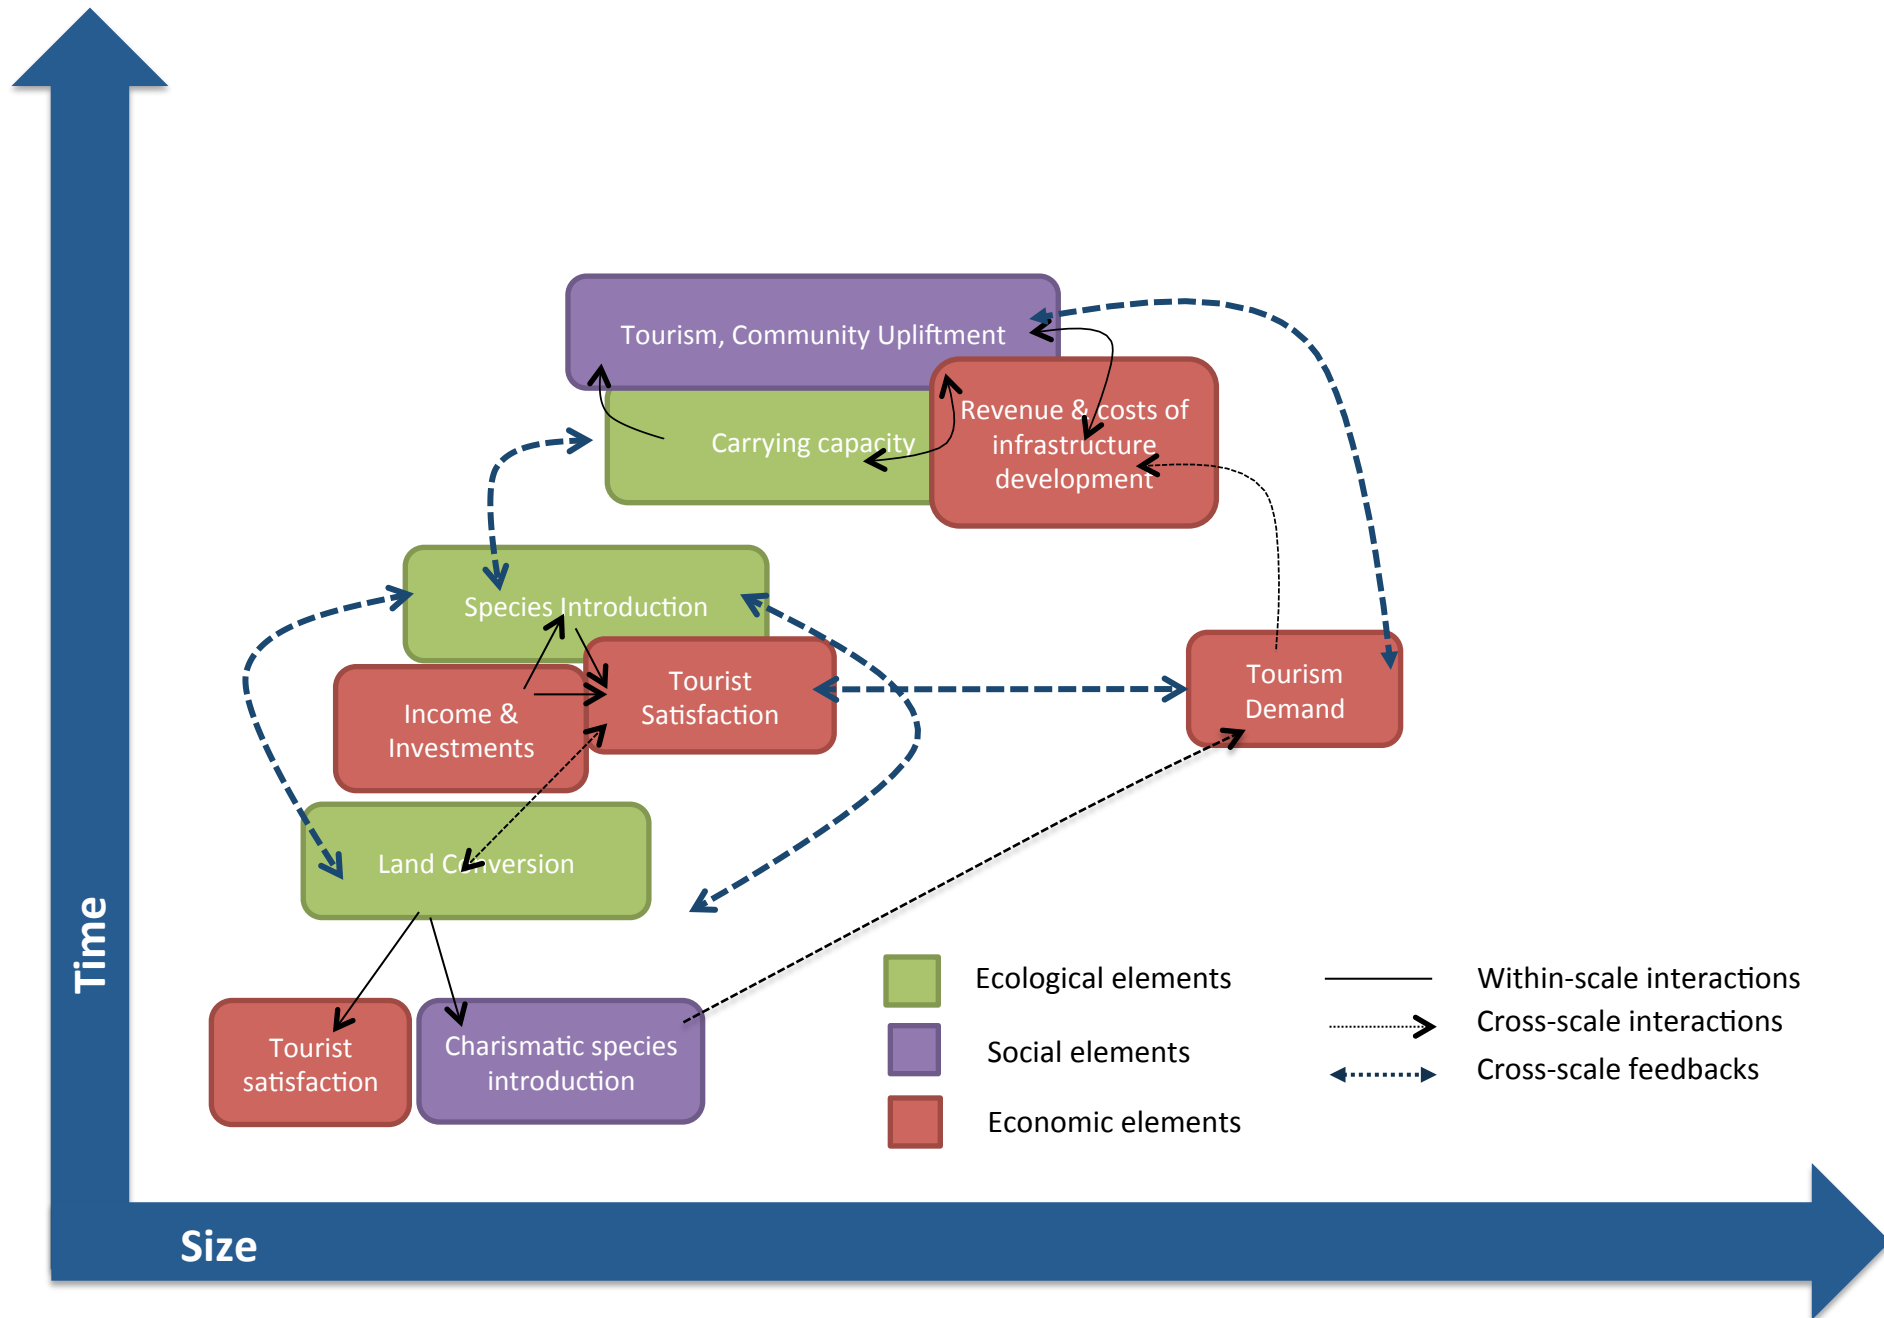 Tourism, Community Upliftment
Revenue & costs of
infrastructure
development
Carrying capacity
Species Introduction
Tourist
Satisfaction
Income &
Investments
Tourism
Demand
Land Conversion
Tourist
satisfaction
Charismatic species
introduction
Ecological elements
Social elements
Economic elements
Within-scale interactions
Cross-scale interactions
Cross-scale feedbacks
Time
Size